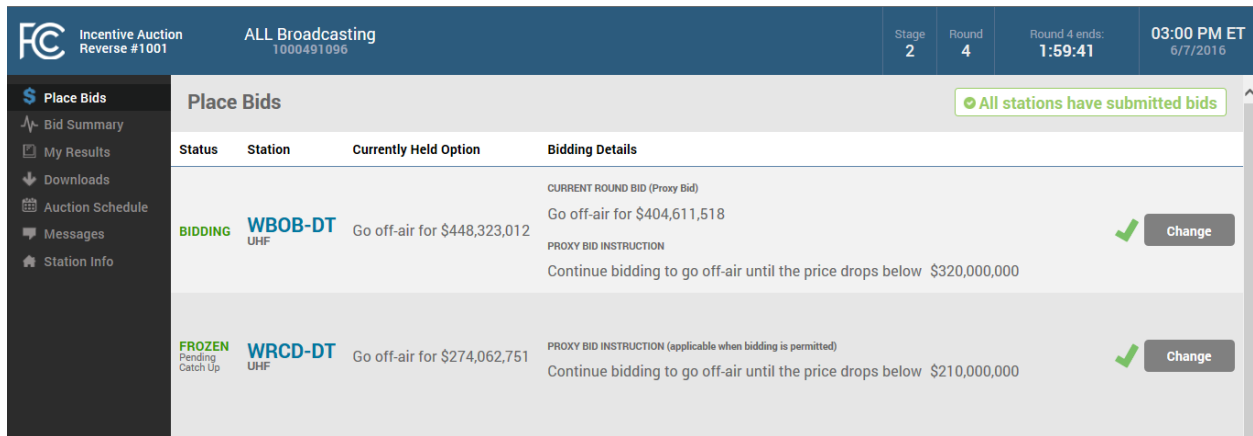 FCC
Incentive Auction
Reverse #1001
ALL Broadcasting
1000491096
Stage
2
Round
4
Round 4 ends:
1:59:41
03:00 PM ET
6/7/2016
Place Bids
Bid Summary
My Results
Downloads
Auction Schedule
Messages
Station Info
Place Bids
All stations have submitted bids
Status Station Currently Held Option Bidding Details
BIDDING
WBOB-DT
UHF
Go off-air for $448,323,012
CURRENT ROUND BID (Proxy Bid)
Go off-air for $404,611,518
PROXY BID INSTRUCTION
Continue bidding to go off-air until the price drops below $320,000,000
Change
FROZEN
Pending
Catch Up
WRCD-DT
UHF
Go off-air for $274,062,751
PROXY BID INSTRUCTION (applicable when bidding is permitted)
Continue bidding to go off-air until the price drops below $210,000,000
Change